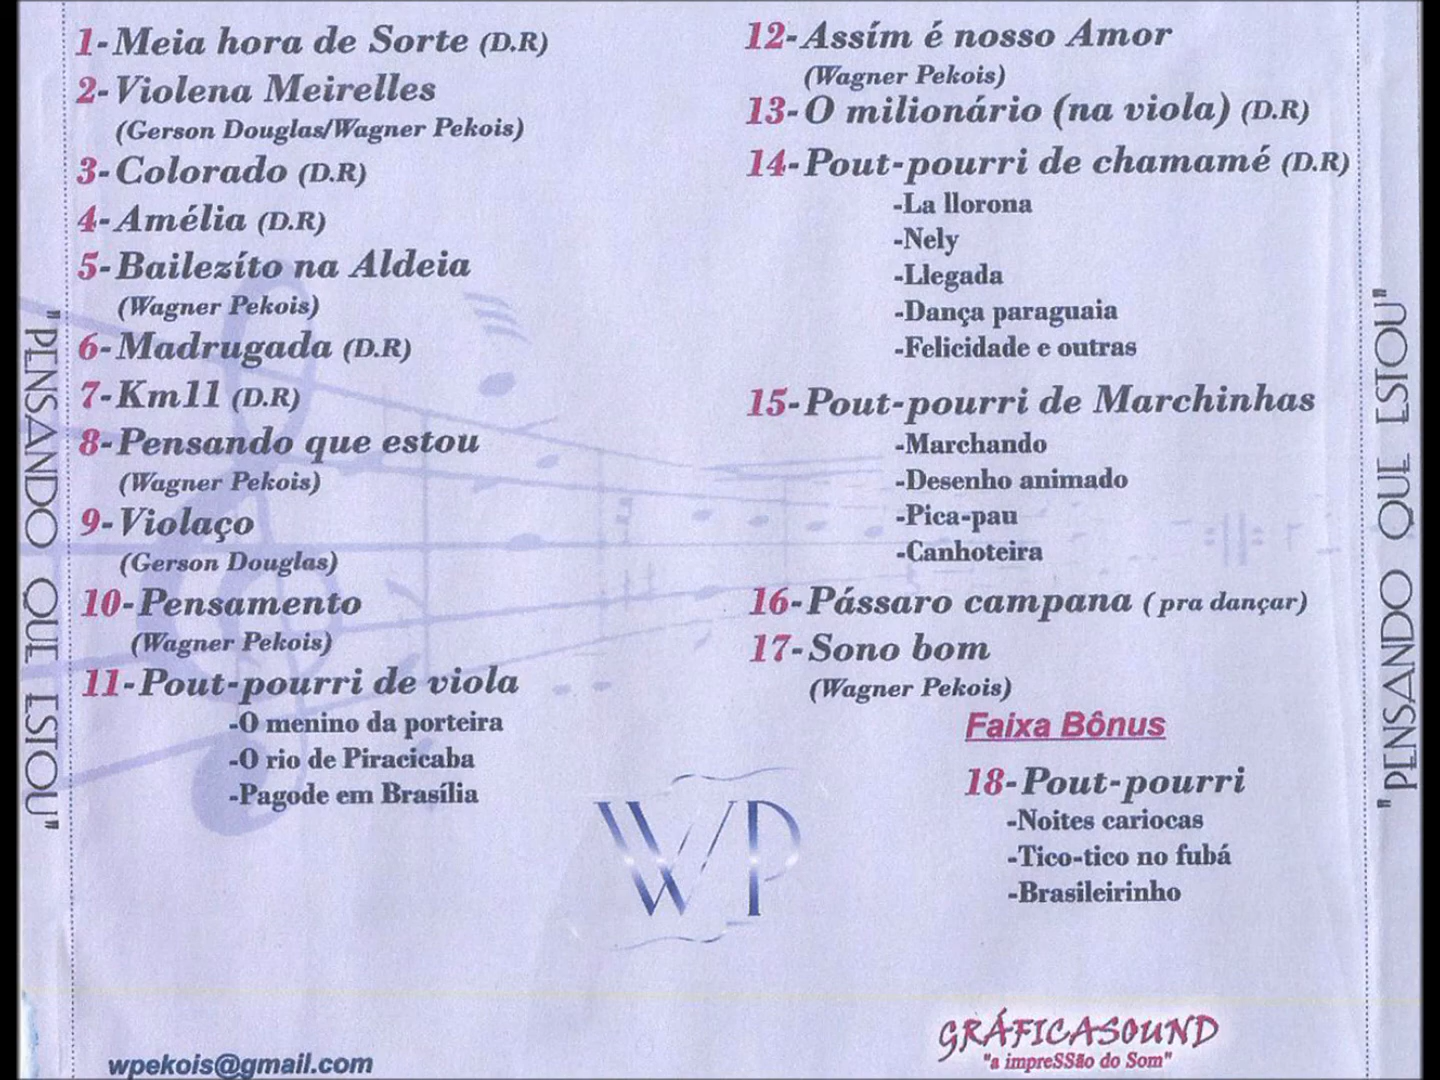 1-Meia hora de Sorte (D.R)
2-Violena Meirelles
(Gerson Douglas/Wagner Pekois)
3-Colorado (D.R)
4-Amélia (D.R)
5-Bailezíto na Aldeia
(Wagner Pekois)
6-Madrugada (D.R)
7-Km11 (D.R)
8-Pensando que estou
(Wagner Pekois)
9-Violaço
(Gerson Douglas)
10-Pensamento
(Wagner Pekois)
11-Pout-pourri de viola
-O menino da porteira
-O rio de Piracicaba
-Pagode em Brasília
12-Assím é nosso Amor
(Wagner Pekois)
13-O milionário (na viola) (D.R)
14-Pout-pourri de chamamé (D.R)
-La llorona
-Nely
-Llegada
-Dança paraguaia
-Felicidade e outras
15-Pout-pourri de Marchinhas
-Marchando
-Desenho animado
-Pica-pau
-Canhoteira
16-Pássaro campana (pra dançar)
17-Sono bom
(Wagner Pekois)
Faixa Bônus
18-Pout-pourri
-Noites cariocas
-Tico-tico no fubá
-Brasileirinho
WP
wpekois@gmail.com
GRÁFICASOUND
"a impreSSão do Som"
"PENSANDO QUE ESTOU"
"PENSANDO QUE ESTOU"